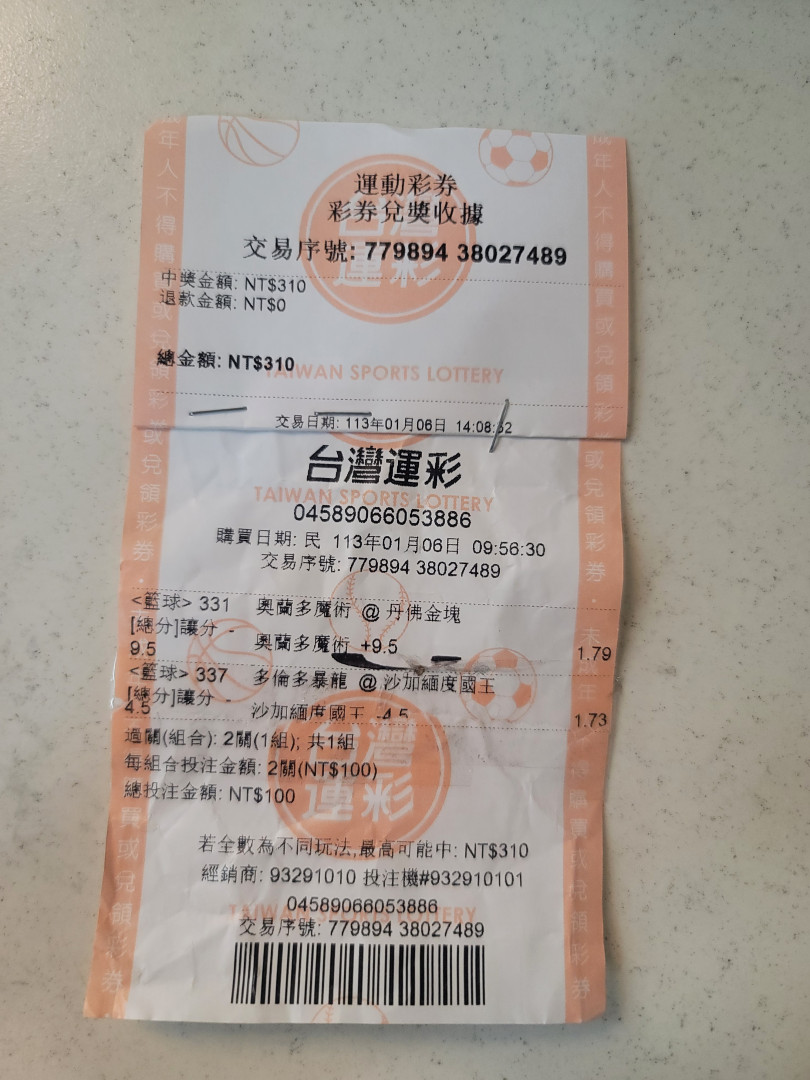 運動彩券
彩券兌獎收據
交易序號: 779894 38027489
中獎金額: NT$310
退款金額: NT$0
總金額: NT$310
TAIWAN SPORTS LOTTERY
交易日期: 113年01月06日 14:08:32
台灣運彩
TAIWAN SPORTS LOTTERY
04589066053886
購買日期: 民 113年01月06日 09:56:30
交易序號: 779894 38027489
<籃球> 331 奧蘭多魔術 @ 丹佛金塊
[總分]讓分 -
9.5 奧蘭多魔術 +9.5 1.79
<籃球> 337 多倫多暴龍 @ 沙加緬度國王
[總分]讓分 -
4.5 沙加緬度國王 -4.5 1.73
過關(組合): 2關(1組); 共1組
每組合投注金額: 2關(NT$100)
總投注金額: NT$100
若全數為不同玩法,最高可能中: NT$310
經銷商: 93291010 投注機#932910101
04589066053886
交易序號: 779894 38027489